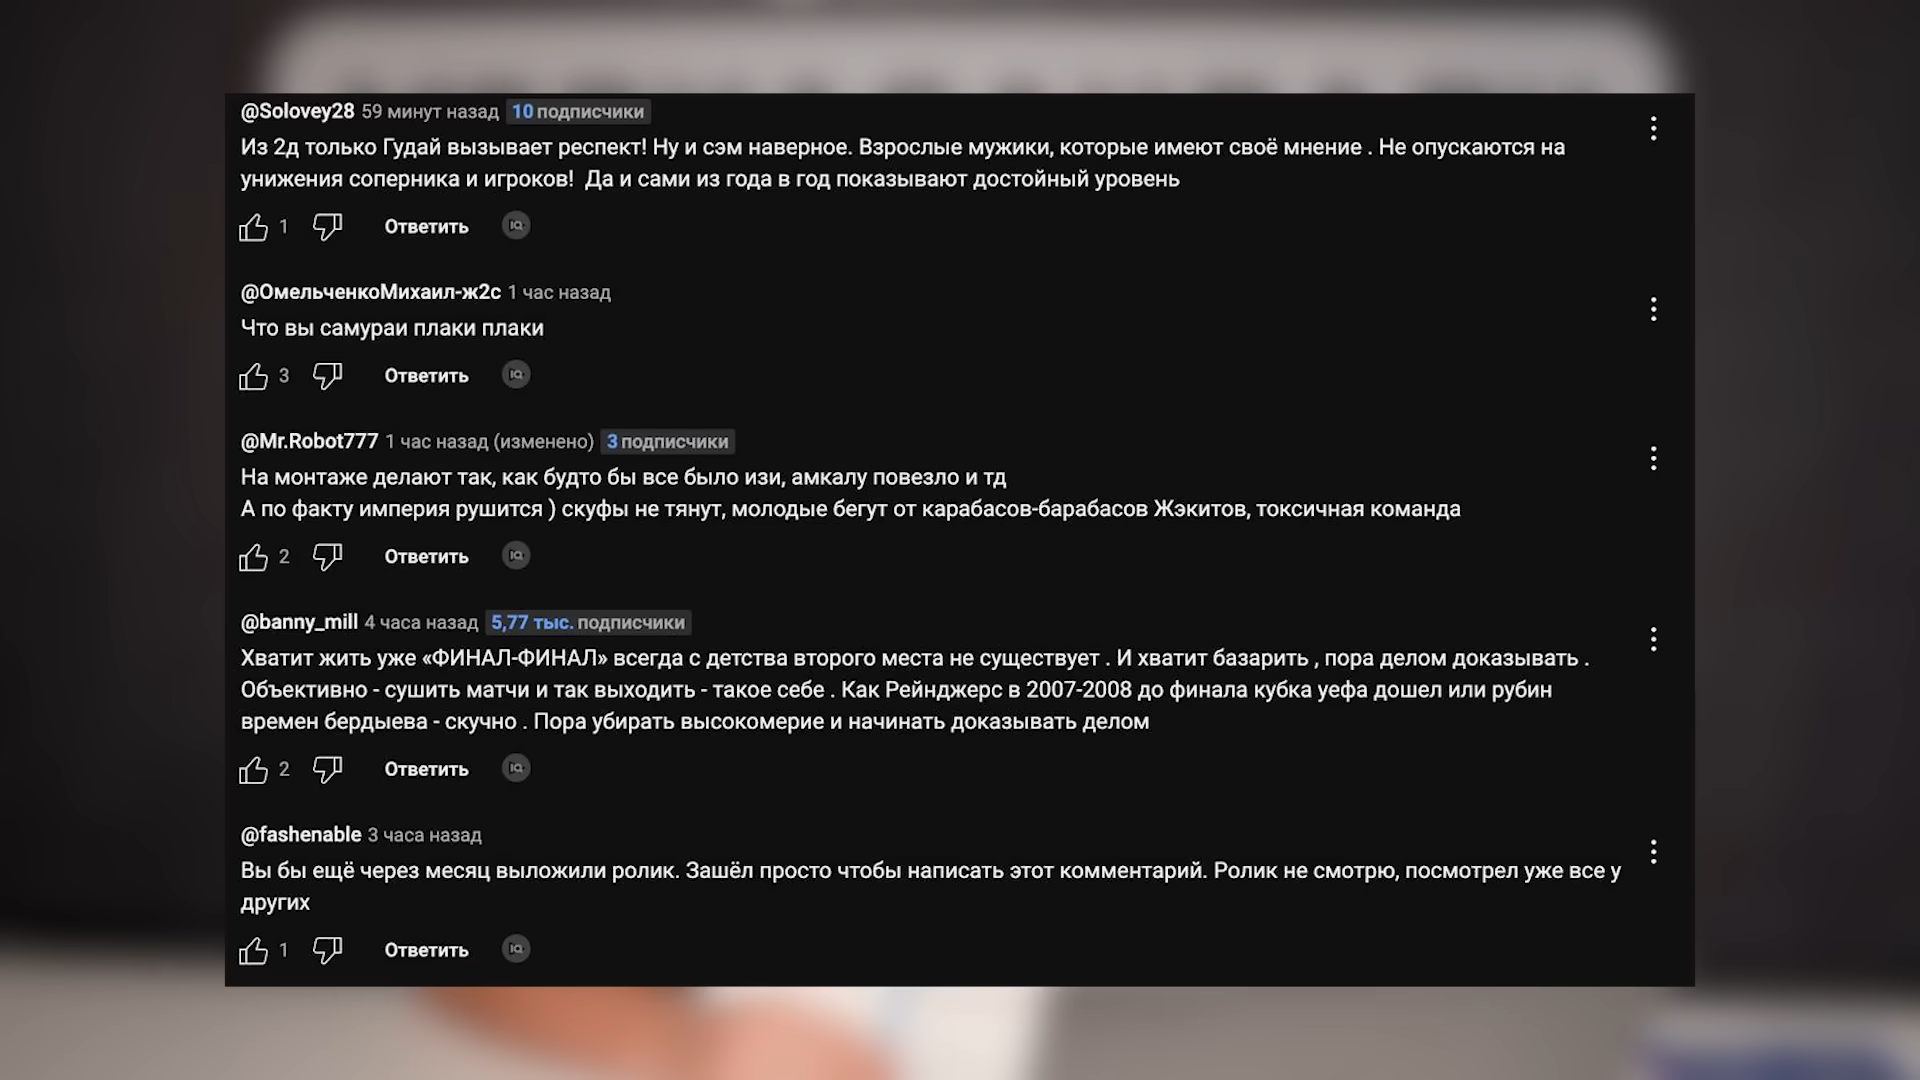 @Solovey28 59 минут назад 10 подписчики
Из 2д только Гудай вызывает респект! Ну и сэм наверное. Взрослые мужики, которые имеют своё мнение . Не опускаются на
унижения соперника и игроков! Да и сами из года в год показывают достойный уровень
1 Ответить IQ
@ОмельченкоМихаил-ж2с 1 час назад
Что вы самураи плаки плаки
3 Ответить IQ
@Mr.Robot777 1 час назад (изменено) 3 подписчики
На монтаже делают так, как будто бы все было изи, амкалу повезло и тд
А по факту империя рушится ) скуфы не тянут, молодые бегут от карабасов-барабасов Жэкитов, токсичная команда
2 Ответить IQ
@banny_mill 4 часа назад 5,77 тыс. подписчики
Хватит жить уже «ФИНАЛ-ФИНАЛ» всегда с детства второго места не существует . И хватит базарить , пора делом доказывать .
Объективно - сушить матчи и так выходить - такое себе . Как Рейнджерс в 2007-2008 до финала кубка уефа дошел или рубин
времен бердыева - скучно . Пора убирать высокомерие и начинать доказывать делом
2 Ответить IQ
@fashenable 3 часа назад
Вы бы ещё через месяц выложили ролик. Зашёл просто чтобы написать этот комментарий. Ролик не смотрю, посмотрел уже все у
других
1 Ответить IQ